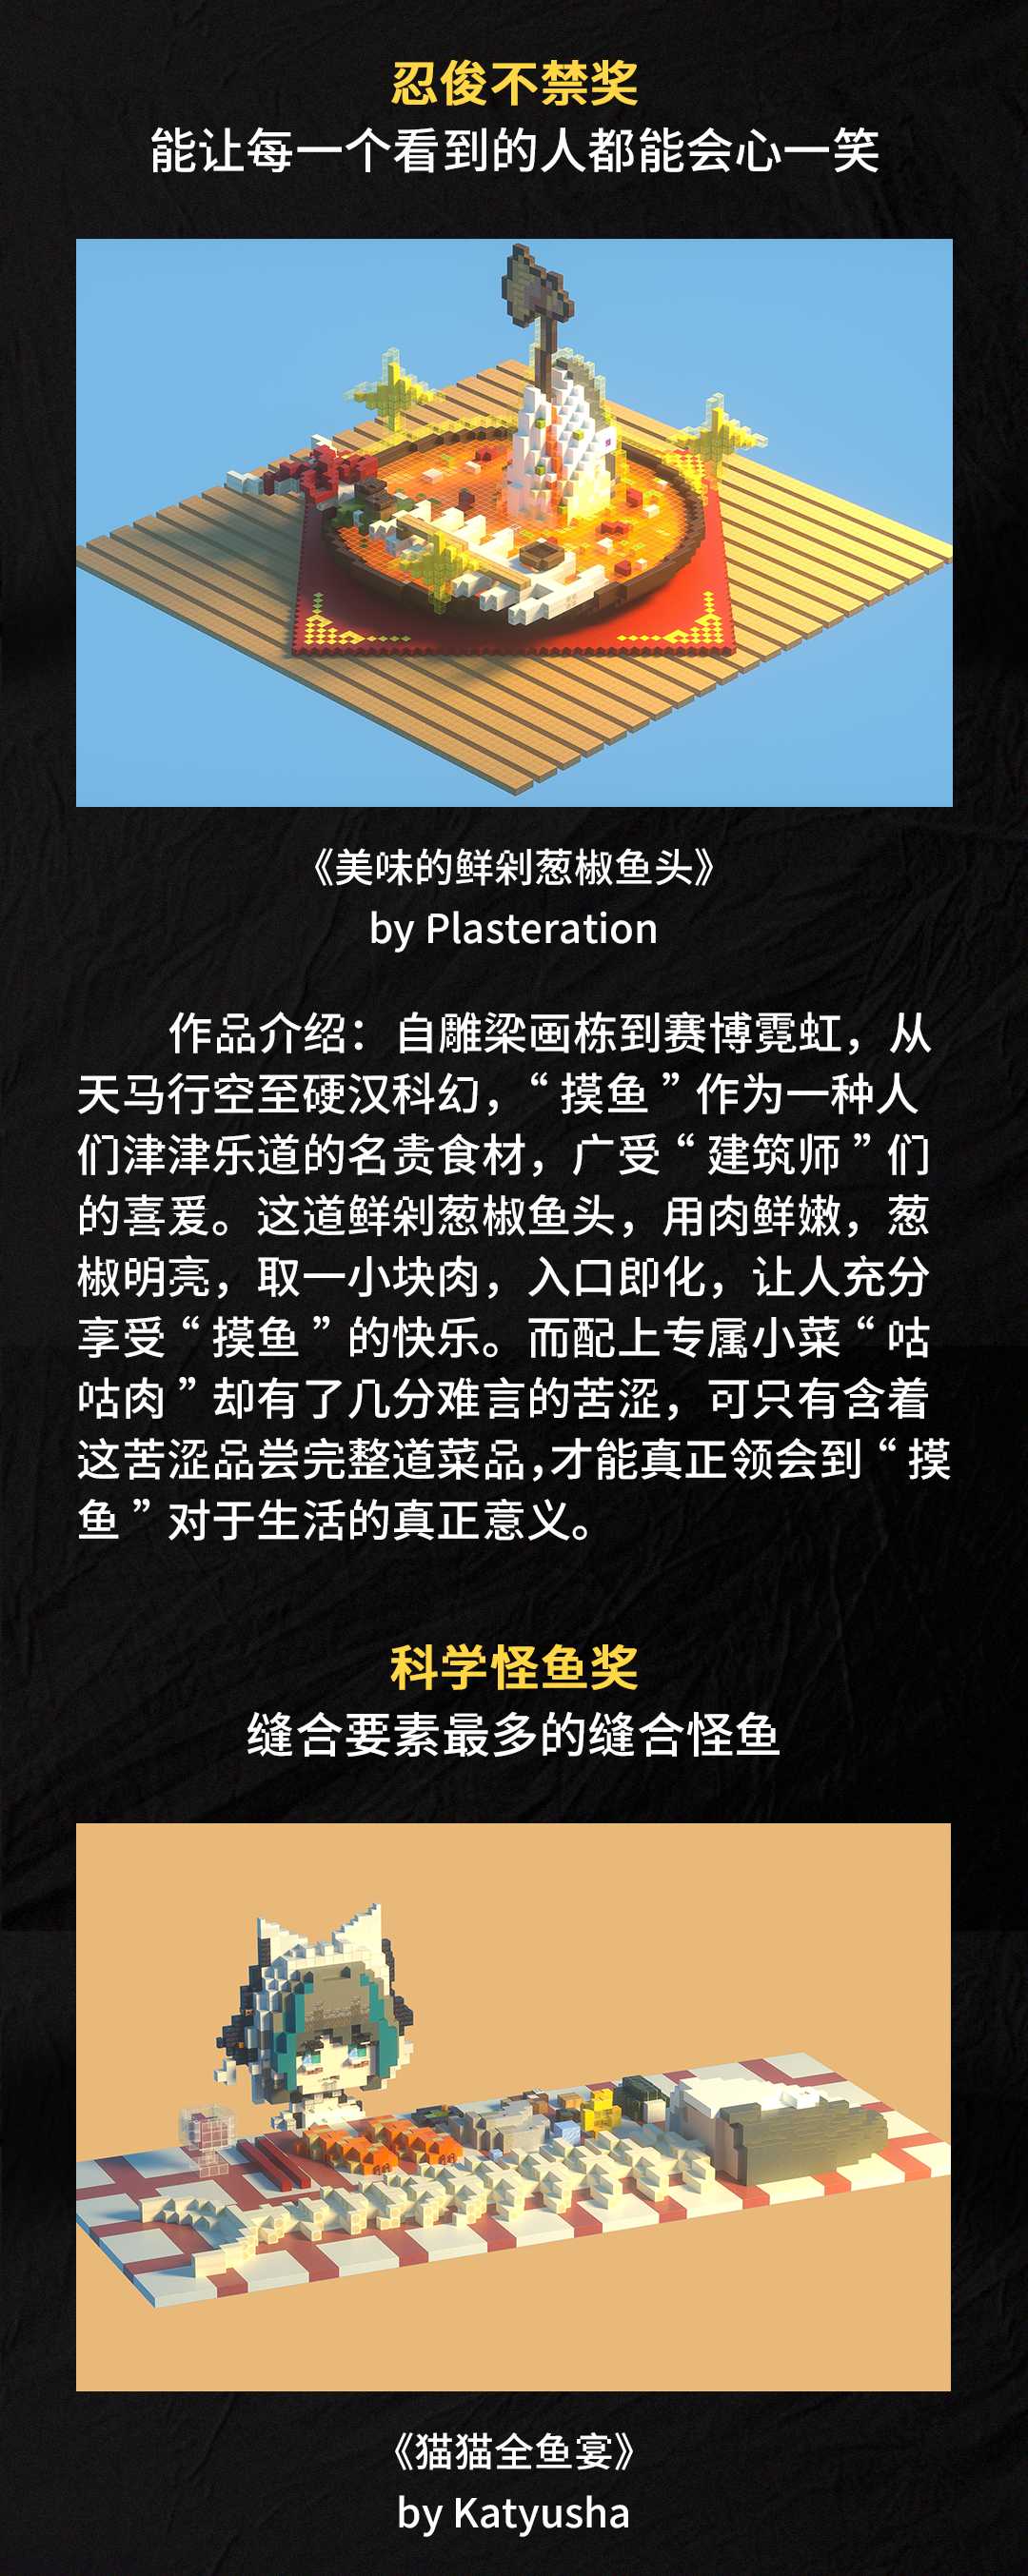 忍俊不禁奖
能让每一个看到的人都能会心一笑
《美味的鲜剁葱椒鱼头》
by Plasteration
作品介绍：自雕梁画栋到赛博霓虹，从
天马行空至硬汉科幻，“摸鱼”作为一种人
们津津乐道的名贵食材，广受“建筑师”们
的喜爱。这道鲜剁葱椒鱼头，用肉鲜嫩，葱
椒明亮，取一小块肉，入口即化，让人充分
享受“摸鱼”的快乐。而配上专属小菜“咕
咕肉”却有了几分难言的苦涩，可只有含着
这苦涩品尝完整道菜品，才能真正领会到“摸
鱼”对于生活的真正意义。
科学怪鱼奖
缝合要素最多的缝合怪鱼
《猫猫全鱼宴》
by Katyusha